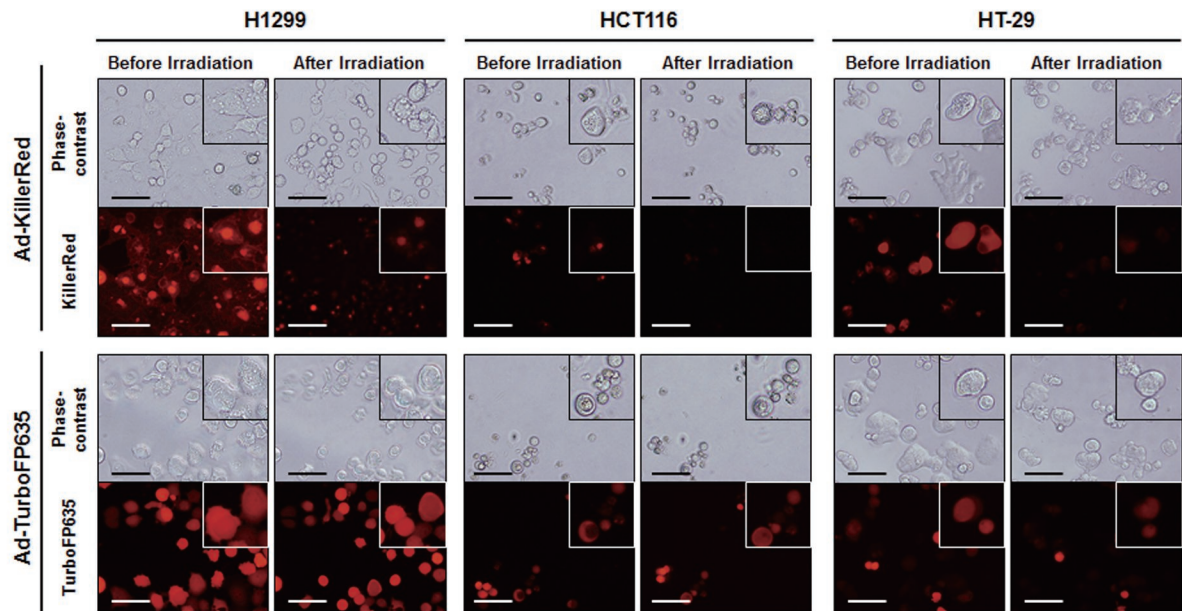 H1299 HCT116 HT-29
Before Irradiation After Irradiation Before Irradiation After Irradiation Before Irradiation After Irradiation
Ad-KillerRed
Phase-
contrast
KillerRed
Ad-TurboFP635
Phase-
contrast
TurboFP635